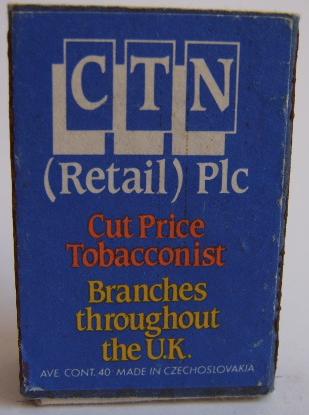 CTN
(Retail) Plc
Cut Price
Tobacconist
Branches
throughout
the U.K.
AVE. CONT. 40 · MADE IN CZECHOSLOVAKIA